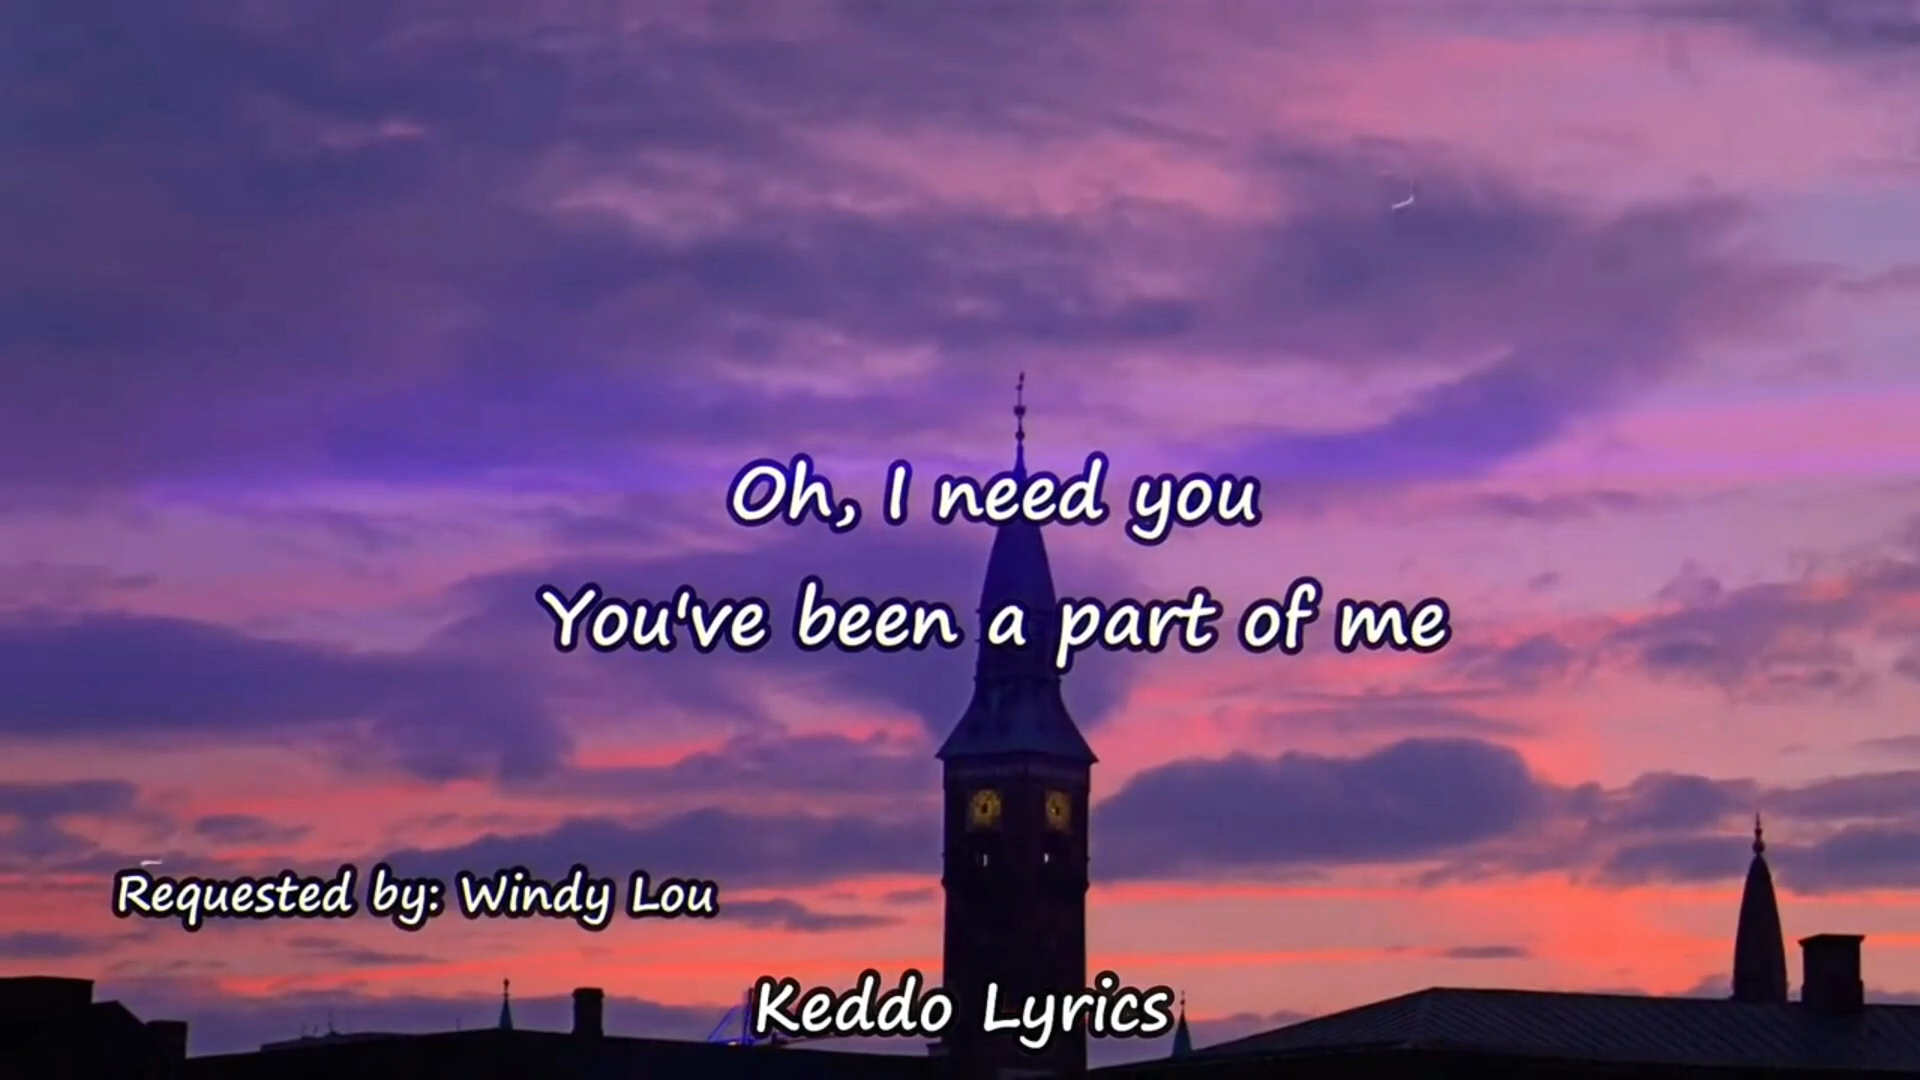 Oh, I need you
You've been a part of me
Requested by: Windy Lou
Keddo Lyrics